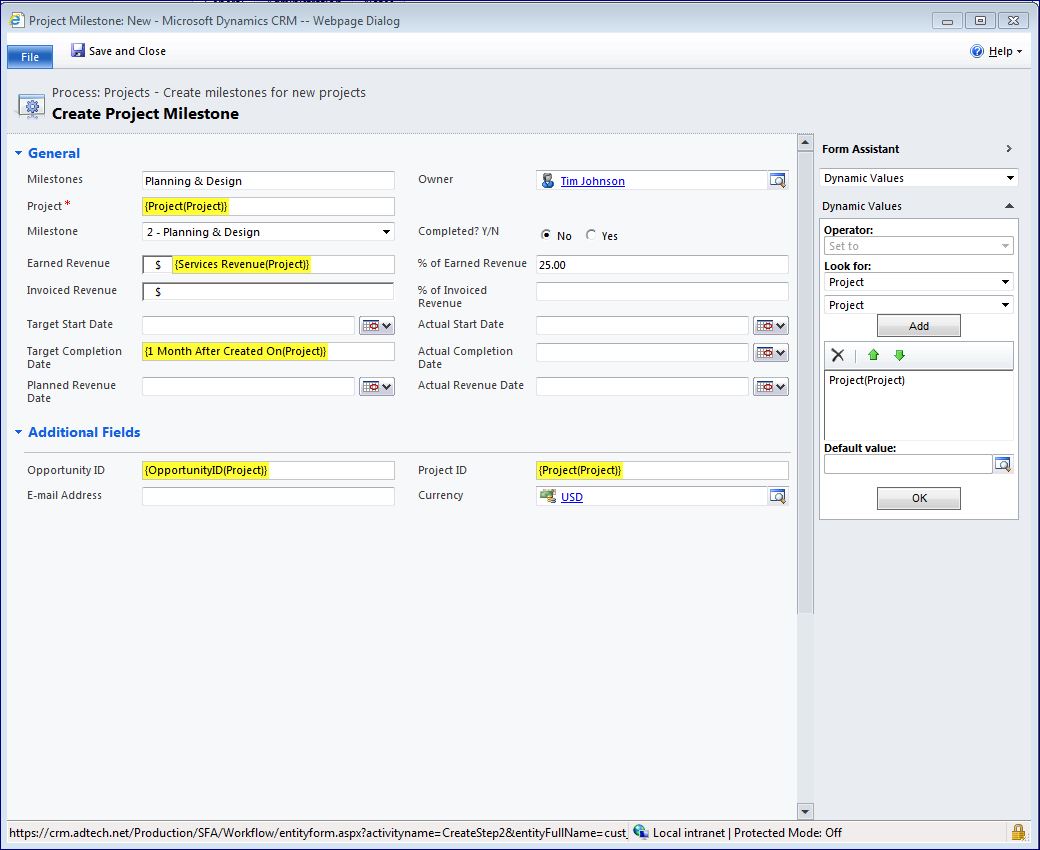 Project Milestone: New - Microsoft Dynamics CRM -- Webpage Dialog
File
Save and Close
Help
Process: Projects - Create milestones for new projects
Create Project Milestone
General
Milestones
Planning & Design
Owner
Tim Johnson
Project *
{Project(Project)}
Milestone
2 - Planning & Design
Completed? Y/N
No
Yes
Earned Revenue
$
{Services Revenue(Project)}
% of Earned Revenue
25.00
Invoiced Revenue
$
% of Invoiced
Revenue
Target Start Date
Actual Start Date
Target Completion
Date
{1 Month After Created On(Project)}
Actual Completion
Date
Planned Revenue
Date
Actual Revenue Date
Additional Fields
Opportunity ID
{OpportunityID(Project)}
Project ID
{Project(Project)}
E-mail Address
Currency
USD
Form Assistant
Dynamic Values
Dynamic Values
Operator:
Set to
Look for:
Project
Project
Add
Project(Project)
Default value:
OK
https://crm.adtech.net/Production/SFA/Workflow/entityform.aspx?activityname=CreateStep2&entityFullName=cust_
Local intranet | Protected Mode: Off